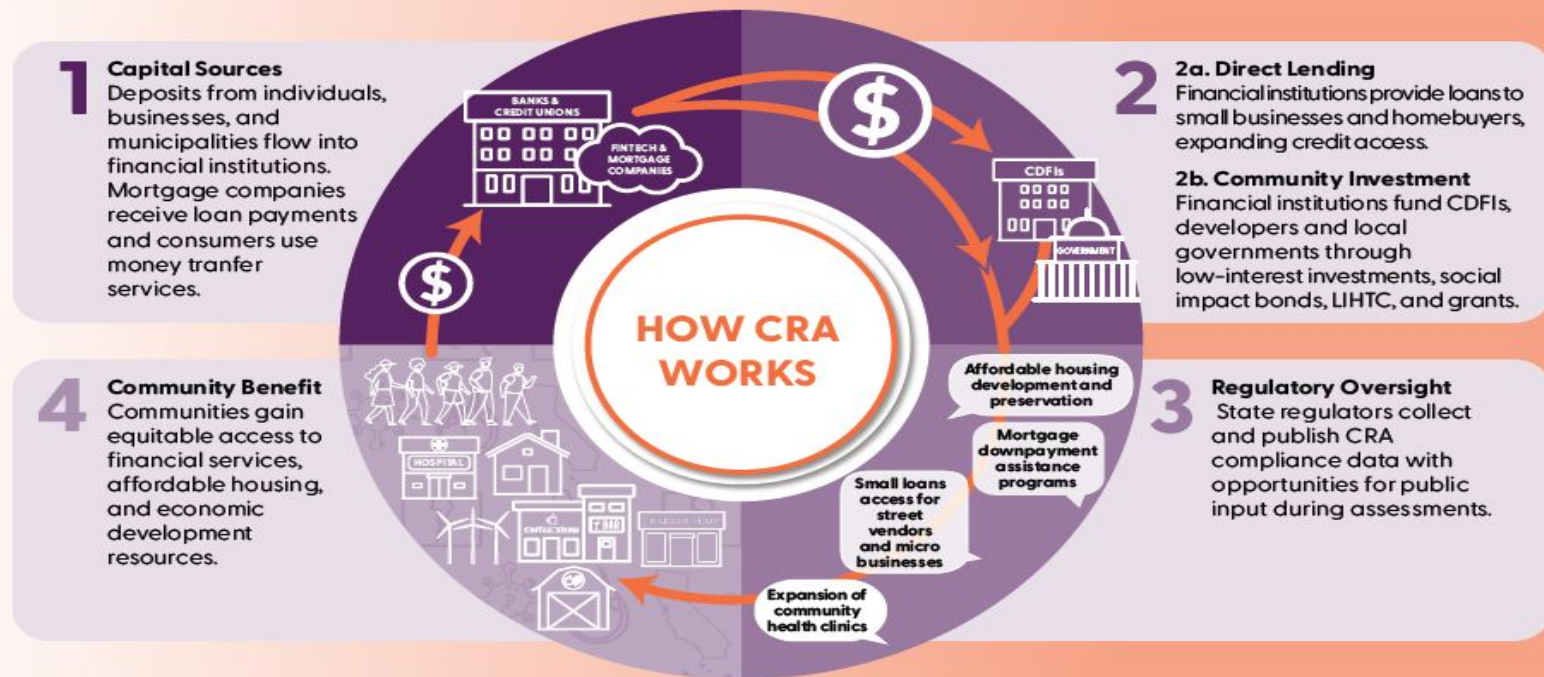 1
Capital Sources
Deposits from individuals,
businesses, and
municipalities flow into
financial institutions.
Mortgage companies
receive loan payments
and consumers use
money tranfer
services.
BANKS &
CREDIT UNIONS
FINTECH &
MORTGAGE
COMPANIES
$
$
CDFIs
GOVERNMENT
2
2a. Direct Lending
Financial institutions provide loans to
small businesses and homebuyers,
expanding credit access.
2b. Community Investment
Financial institutions fund CDFIs,
developers and local
governments through
low-interest investments, social
impact bonds, LIHTC, and grants.
HOW CRA
WORKS
Affordable housing
development and
preservation
Mortgage
downpayment
assistance
programs
Small loans
access for
street
vendors
and micro
businesses
Expansion of
community
health clinics
3
Regulatory Oversight
State regulators collect
and publish CRA
compliance data with
opportunities for public
input during assessments.
4
Community Benefit
Communities gain
equitable access to
financial services,
affordable housing,
and economic
development
resources.
HOSPITAL